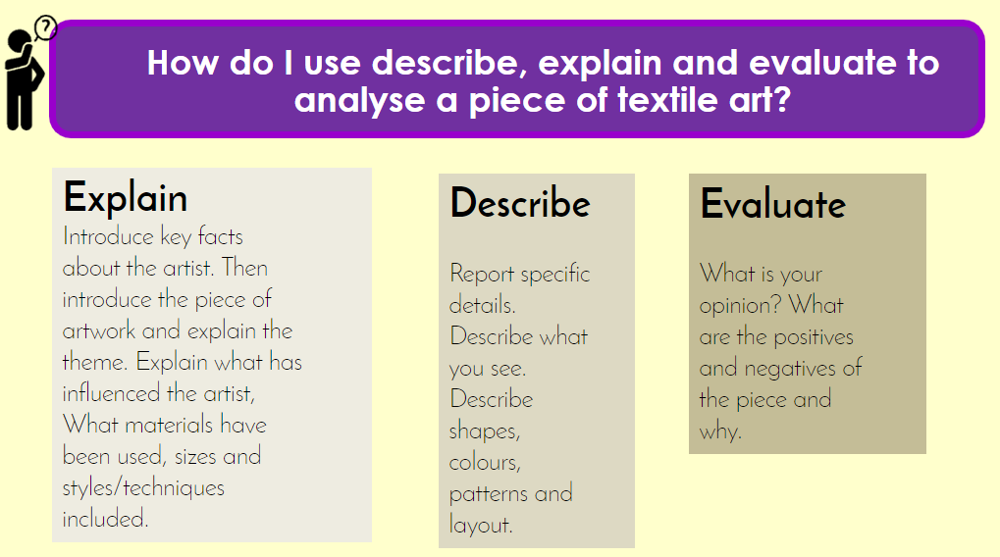 ?
How do I use describe, explain and evaluate to
analyse a piece of textile art?
Explain
Introduce key facts
about the artist. Then
introduce the piece of
artwork and explain the
theme. Explain what has
influenced the artist,
What materials have
been used, sizes and
styles/techniques
included.
Describe
Report specific
details.
Describe what
you see.
Describe
shapes,
colours,
patterns and
layout.
Evaluate
What is your
opinion? What
are the positives
and negatives of
the piece and
why.